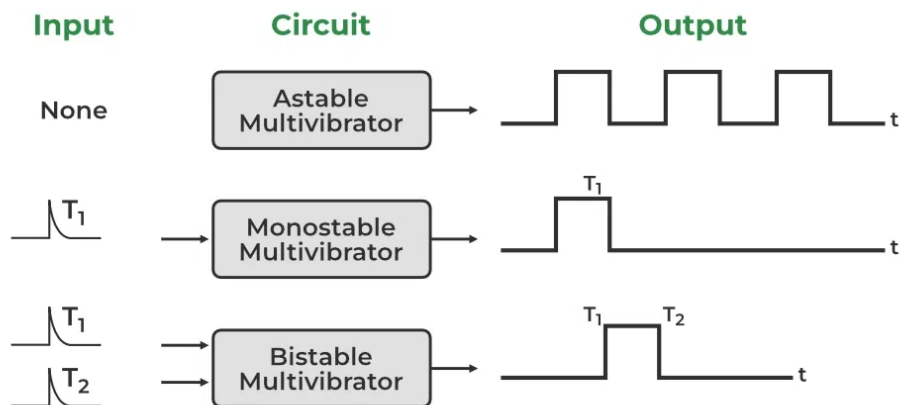 Input Circuit Output
None
Astable
Multivibrator
t
T₁
Monostable
Multivibrator
T₁
t
T₁
T₂
Bistable
Multivibrator
T₁ T₂
t